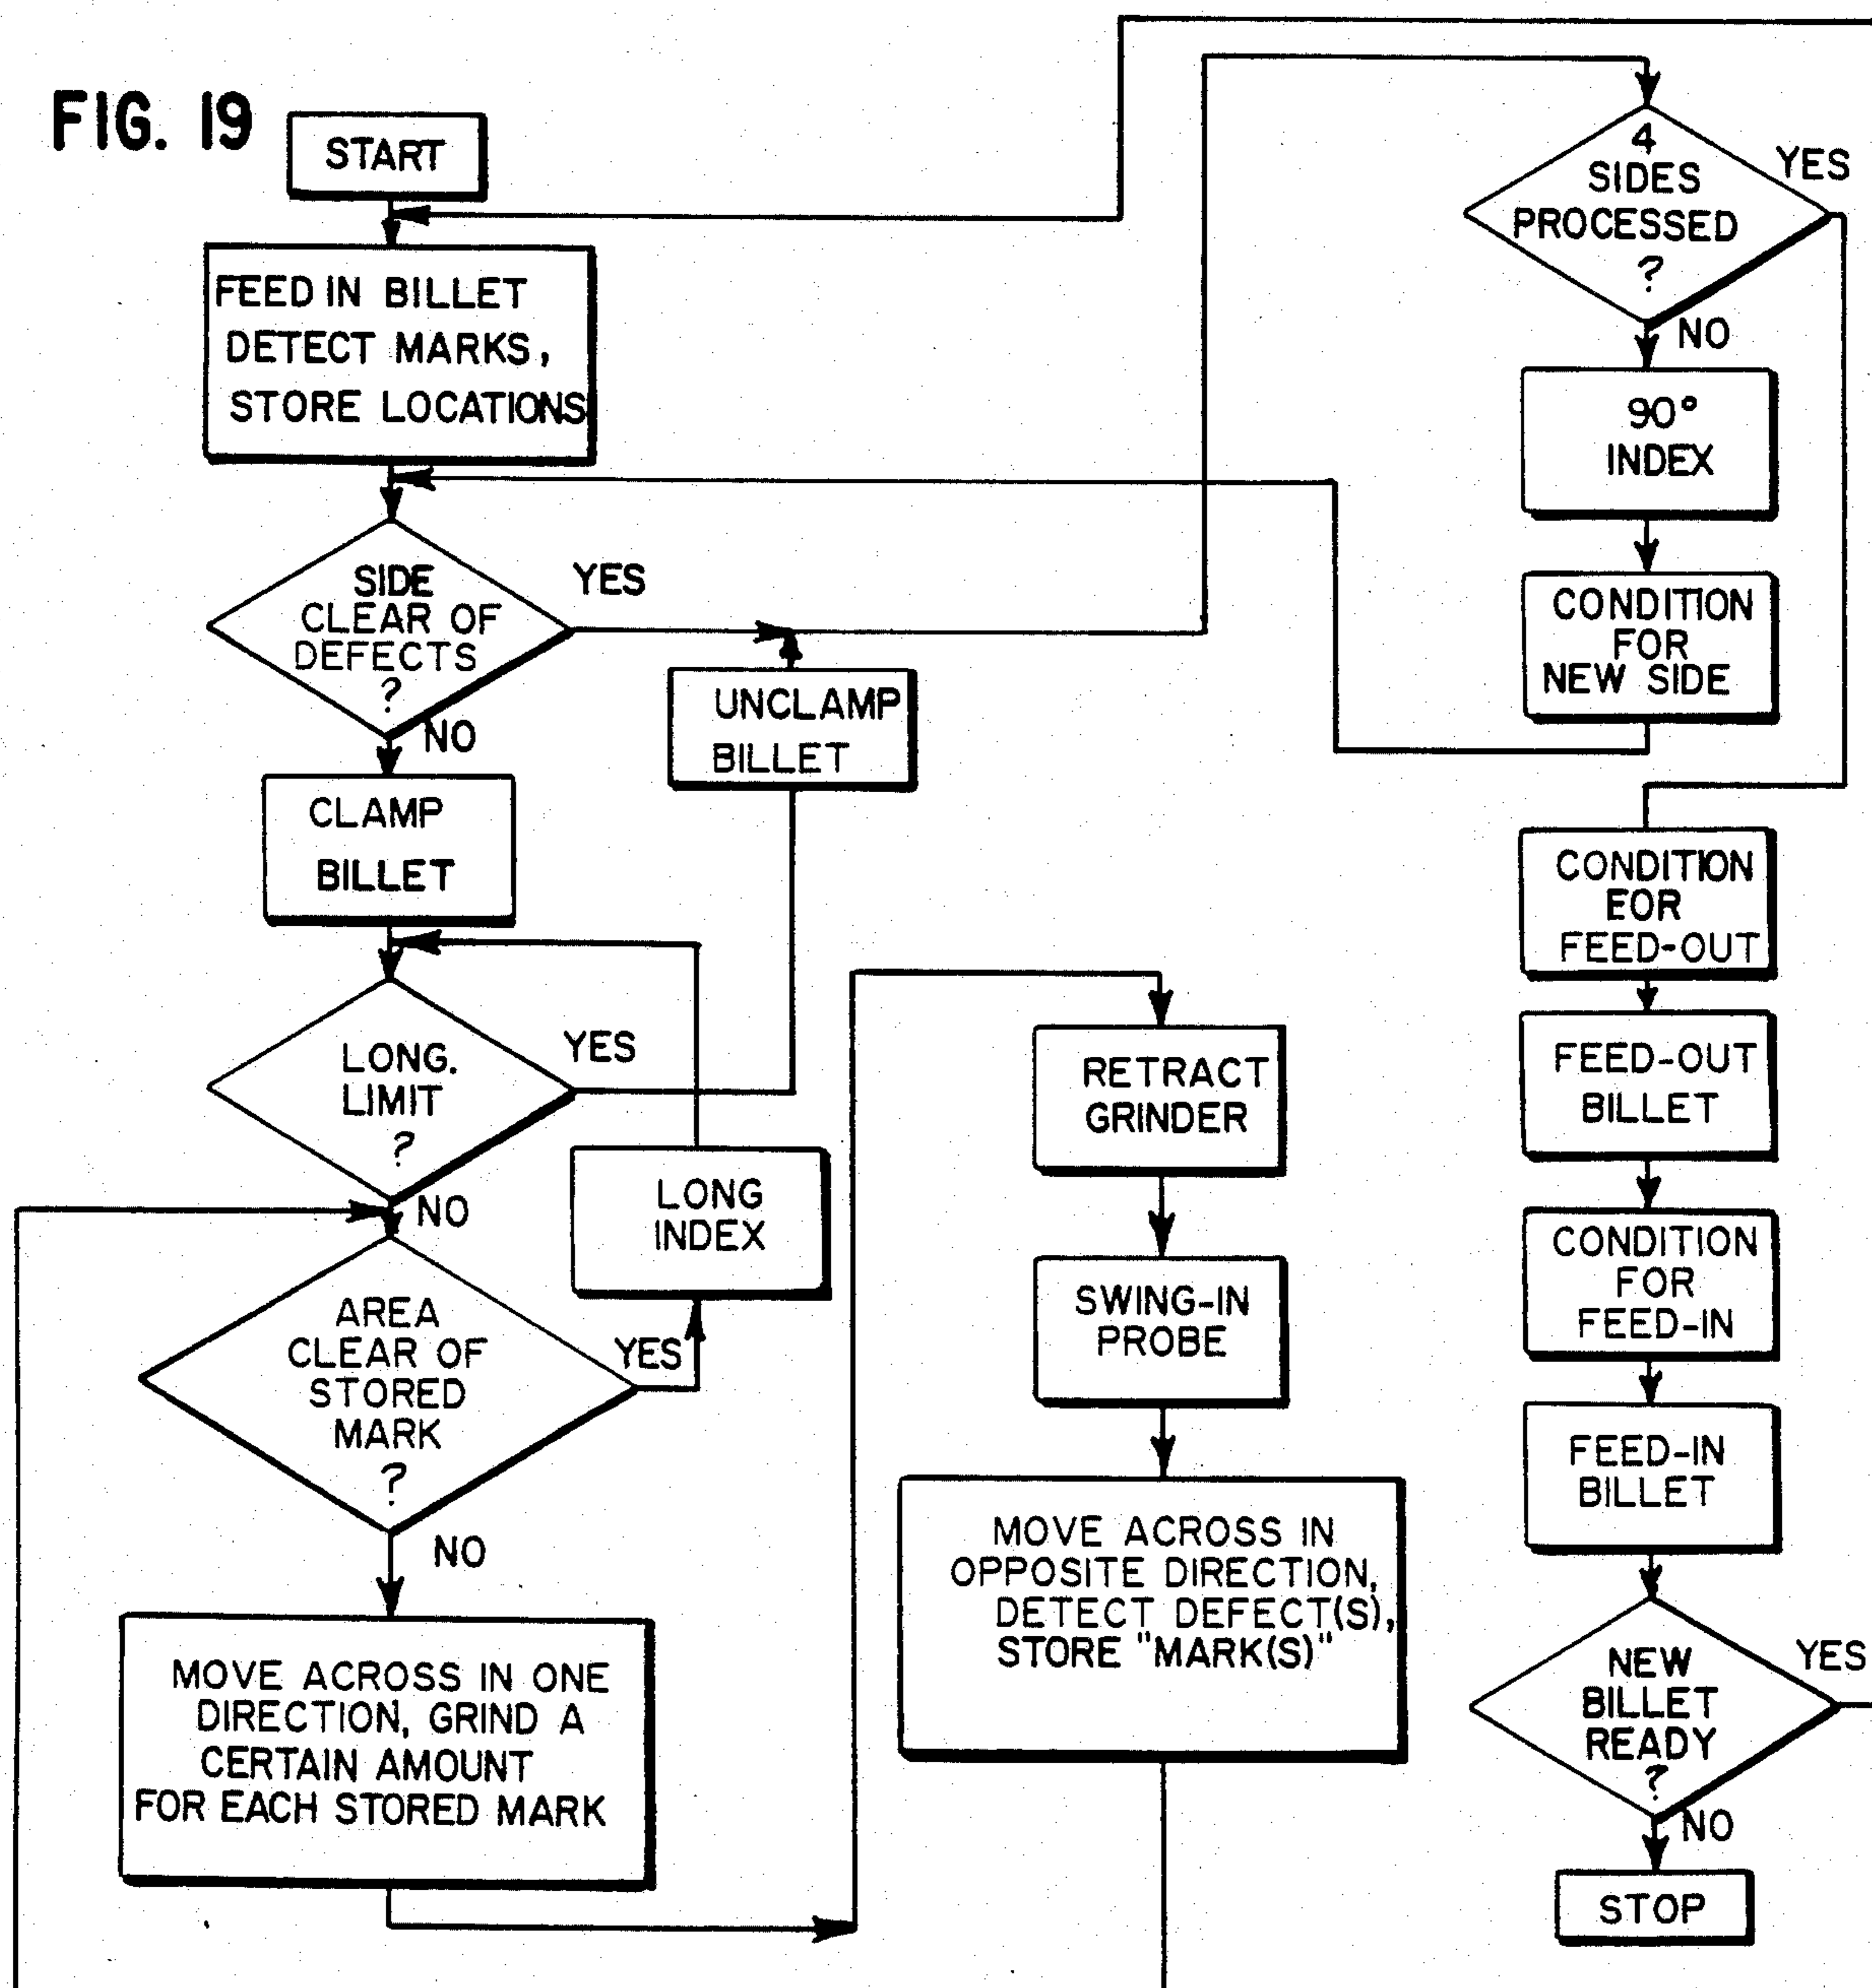 FIG. 19
START
FEED IN BILLET
DETECT MARKS,
STORE LOCATIONS
SIDE
CLEAR OF
DEFECTS
?
YES
NO
UNCLAMP
BILLET
CLAMP
BILLET
LONG.
LIMIT
?
YES
NO
LONG
INDEX
AREA
CLEAR OF
STORED
MARK
?
YES
NO
MOVE ACROSS IN ONE
DIRECTION, GRIND A
CERTAIN AMOUNT
FOR EACH STORED MARK
RETRACT
GRINDER
SWING-IN
PROBE
MOVE ACROSS IN
OPPOSITE DIRECTION,
DETECT DEFECT(S),
STORE "MARK(S)"
4
SIDES
PROCESSED
?
YES
NO
90°
INDEX
CONDITION
FOR
NEW SIDE
CONDITION
EOR
FEED-OUT
FEED-OUT
BILLET
CONDITION
FOR
FEED-IN
FEED-IN
BILLET
NEW
BILLET
READY
?
YES
NO
STOP